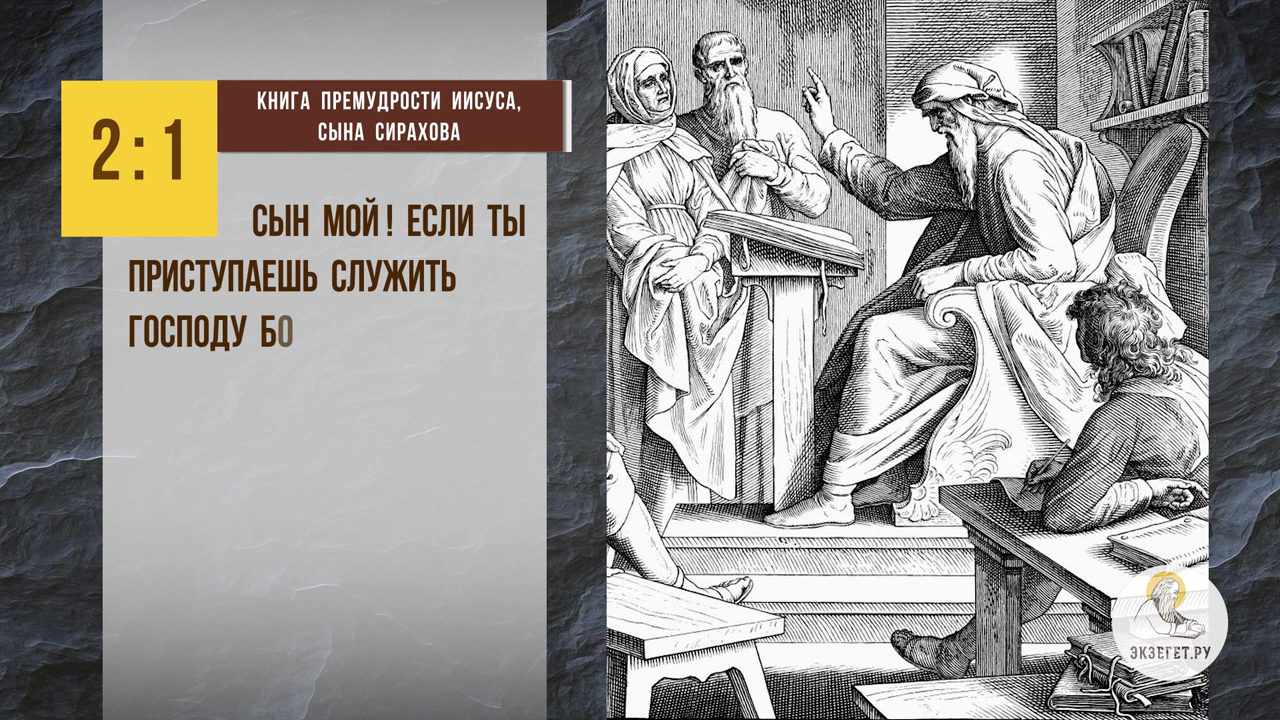 2:1
КНИГА ПРЕМУДРОСТИ ИИСУСА,
СЫНА СИРАХОВА
СЫН МОЙ! ЕСЛИ ТЫ
ПРИСТУПАЕШЬ СЛУЖИТЬ
ГОСПОДУ БО
ЭКЗЕГЕТ.РУ